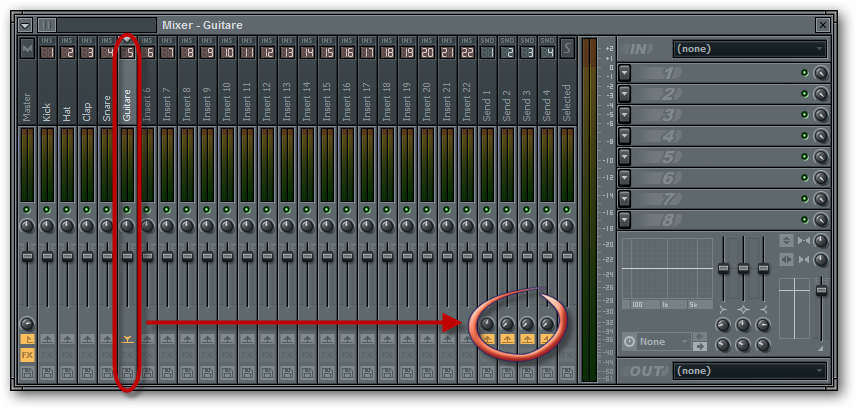 Mixer - Guitare
INS INS INS INS INS INS INS INS INS INS INS INS INS INS INS INS INS INS INS INS INS INS SND SND SND SND
M 1 2 3 4 5 6 7 8 9 10 11 12 13 14 15 16 17 18 19 20 21 22 1 2 3 4 S
Master
Kick
Hat
Clap
Snare
Guitare
Insert 6
Insert 7
Insert 8
Insert 9
Insert 10
Insert 11
Insert 12
Insert 13
Insert 14
Insert 15
Insert 16
Insert 17
Insert 18
Insert 19
Insert 20
Insert 21
Insert 22
Send 1
Send 2
Send 3
Send 4
Selected
FX
+2
+1
0
-1
-2
-3
-4
-5
-6
-8
-10
-12
-14
-16
-18
-20
-22
-24
-26
-28
-30
-32
-34
-36
-40
-44
-50
-51
IN (none)
1
2
3
4
5
6
7
8
100 1k 5k
None
OUT (none)